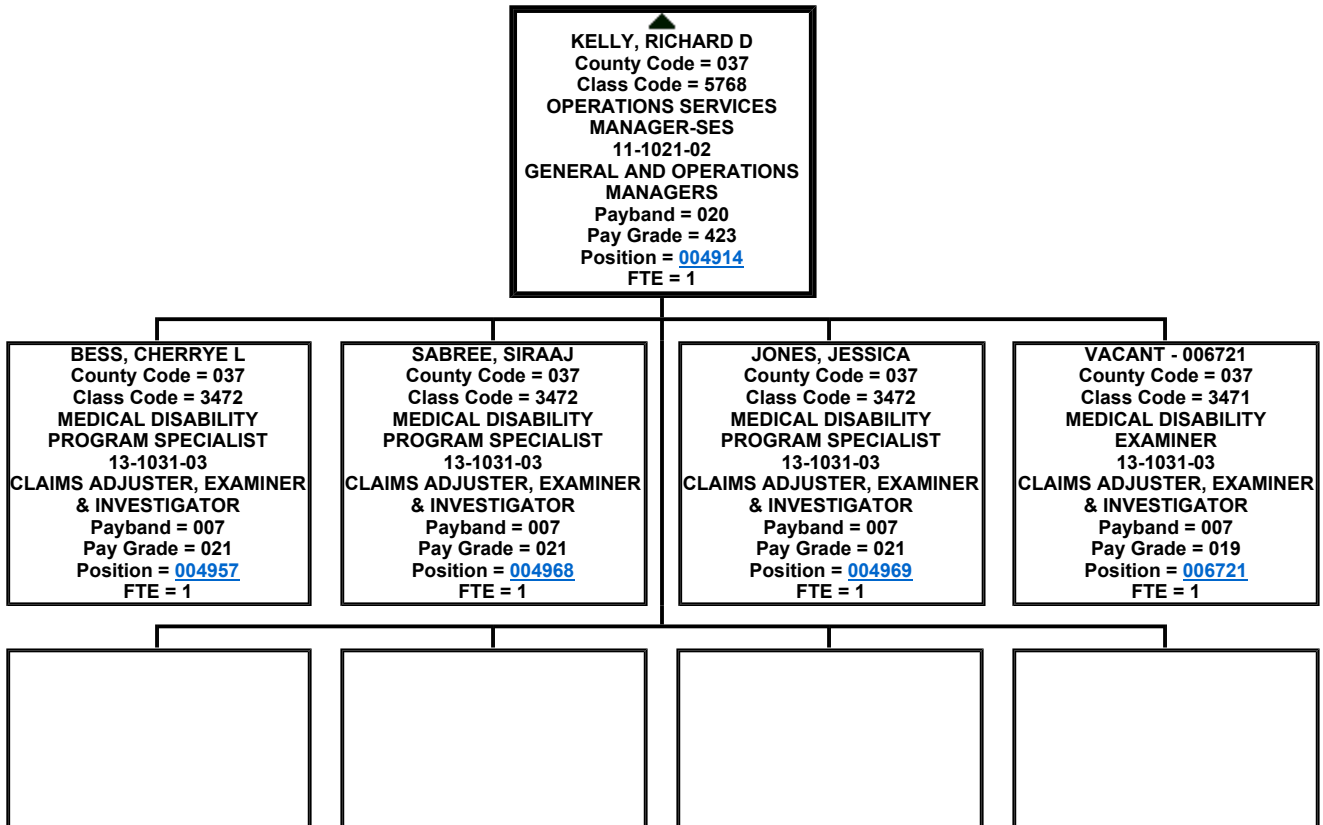 KELLY, RICHARD D
County Code = 037
Class Code = 5768
OPERATIONS SERVICES
MANAGER-SES
11-1021-02
GENERAL AND OPERATIONS
MANAGERS
Payband = 020
Pay Grade = 423
Position = 004914
FTE = 1
BESS, CHERRYE L
County Code = 037
Class Code = 3472
MEDICAL DISABILITY
PROGRAM SPECIALIST
13-1031-03
CLAIMS ADJUSTER, EXAMINER
& INVESTIGATOR
Payband = 007
Pay Grade = 021
Position = 004957
FTE = 1
SABREE, SIRAAJ
County Code = 037
Class Code = 3472
MEDICAL DISABILITY
PROGRAM SPECIALIST
13-1031-03
CLAIMS ADJUSTER, EXAMINER
& INVESTIGATOR
Payband = 007
Pay Grade = 021
Position = 004968
FTE = 1
JONES, JESSICA
County Code = 037
Class Code = 3472
MEDICAL DISABILITY
PROGRAM SPECIALIST
13-1031-03
CLAIMS ADJUSTER, EXAMINER
& INVESTIGATOR
Payband = 007
Pay Grade = 021
Position = 004969
FTE = 1
VACANT - 006721
County Code = 037
Class Code = 3471
MEDICAL DISABILITY
EXAMINER
13-1031-03
CLAIMS ADJUSTER, EXAMINER
& INVESTIGATOR
Payband = 007
Pay Grade = 019
Position = 006721
FTE = 1